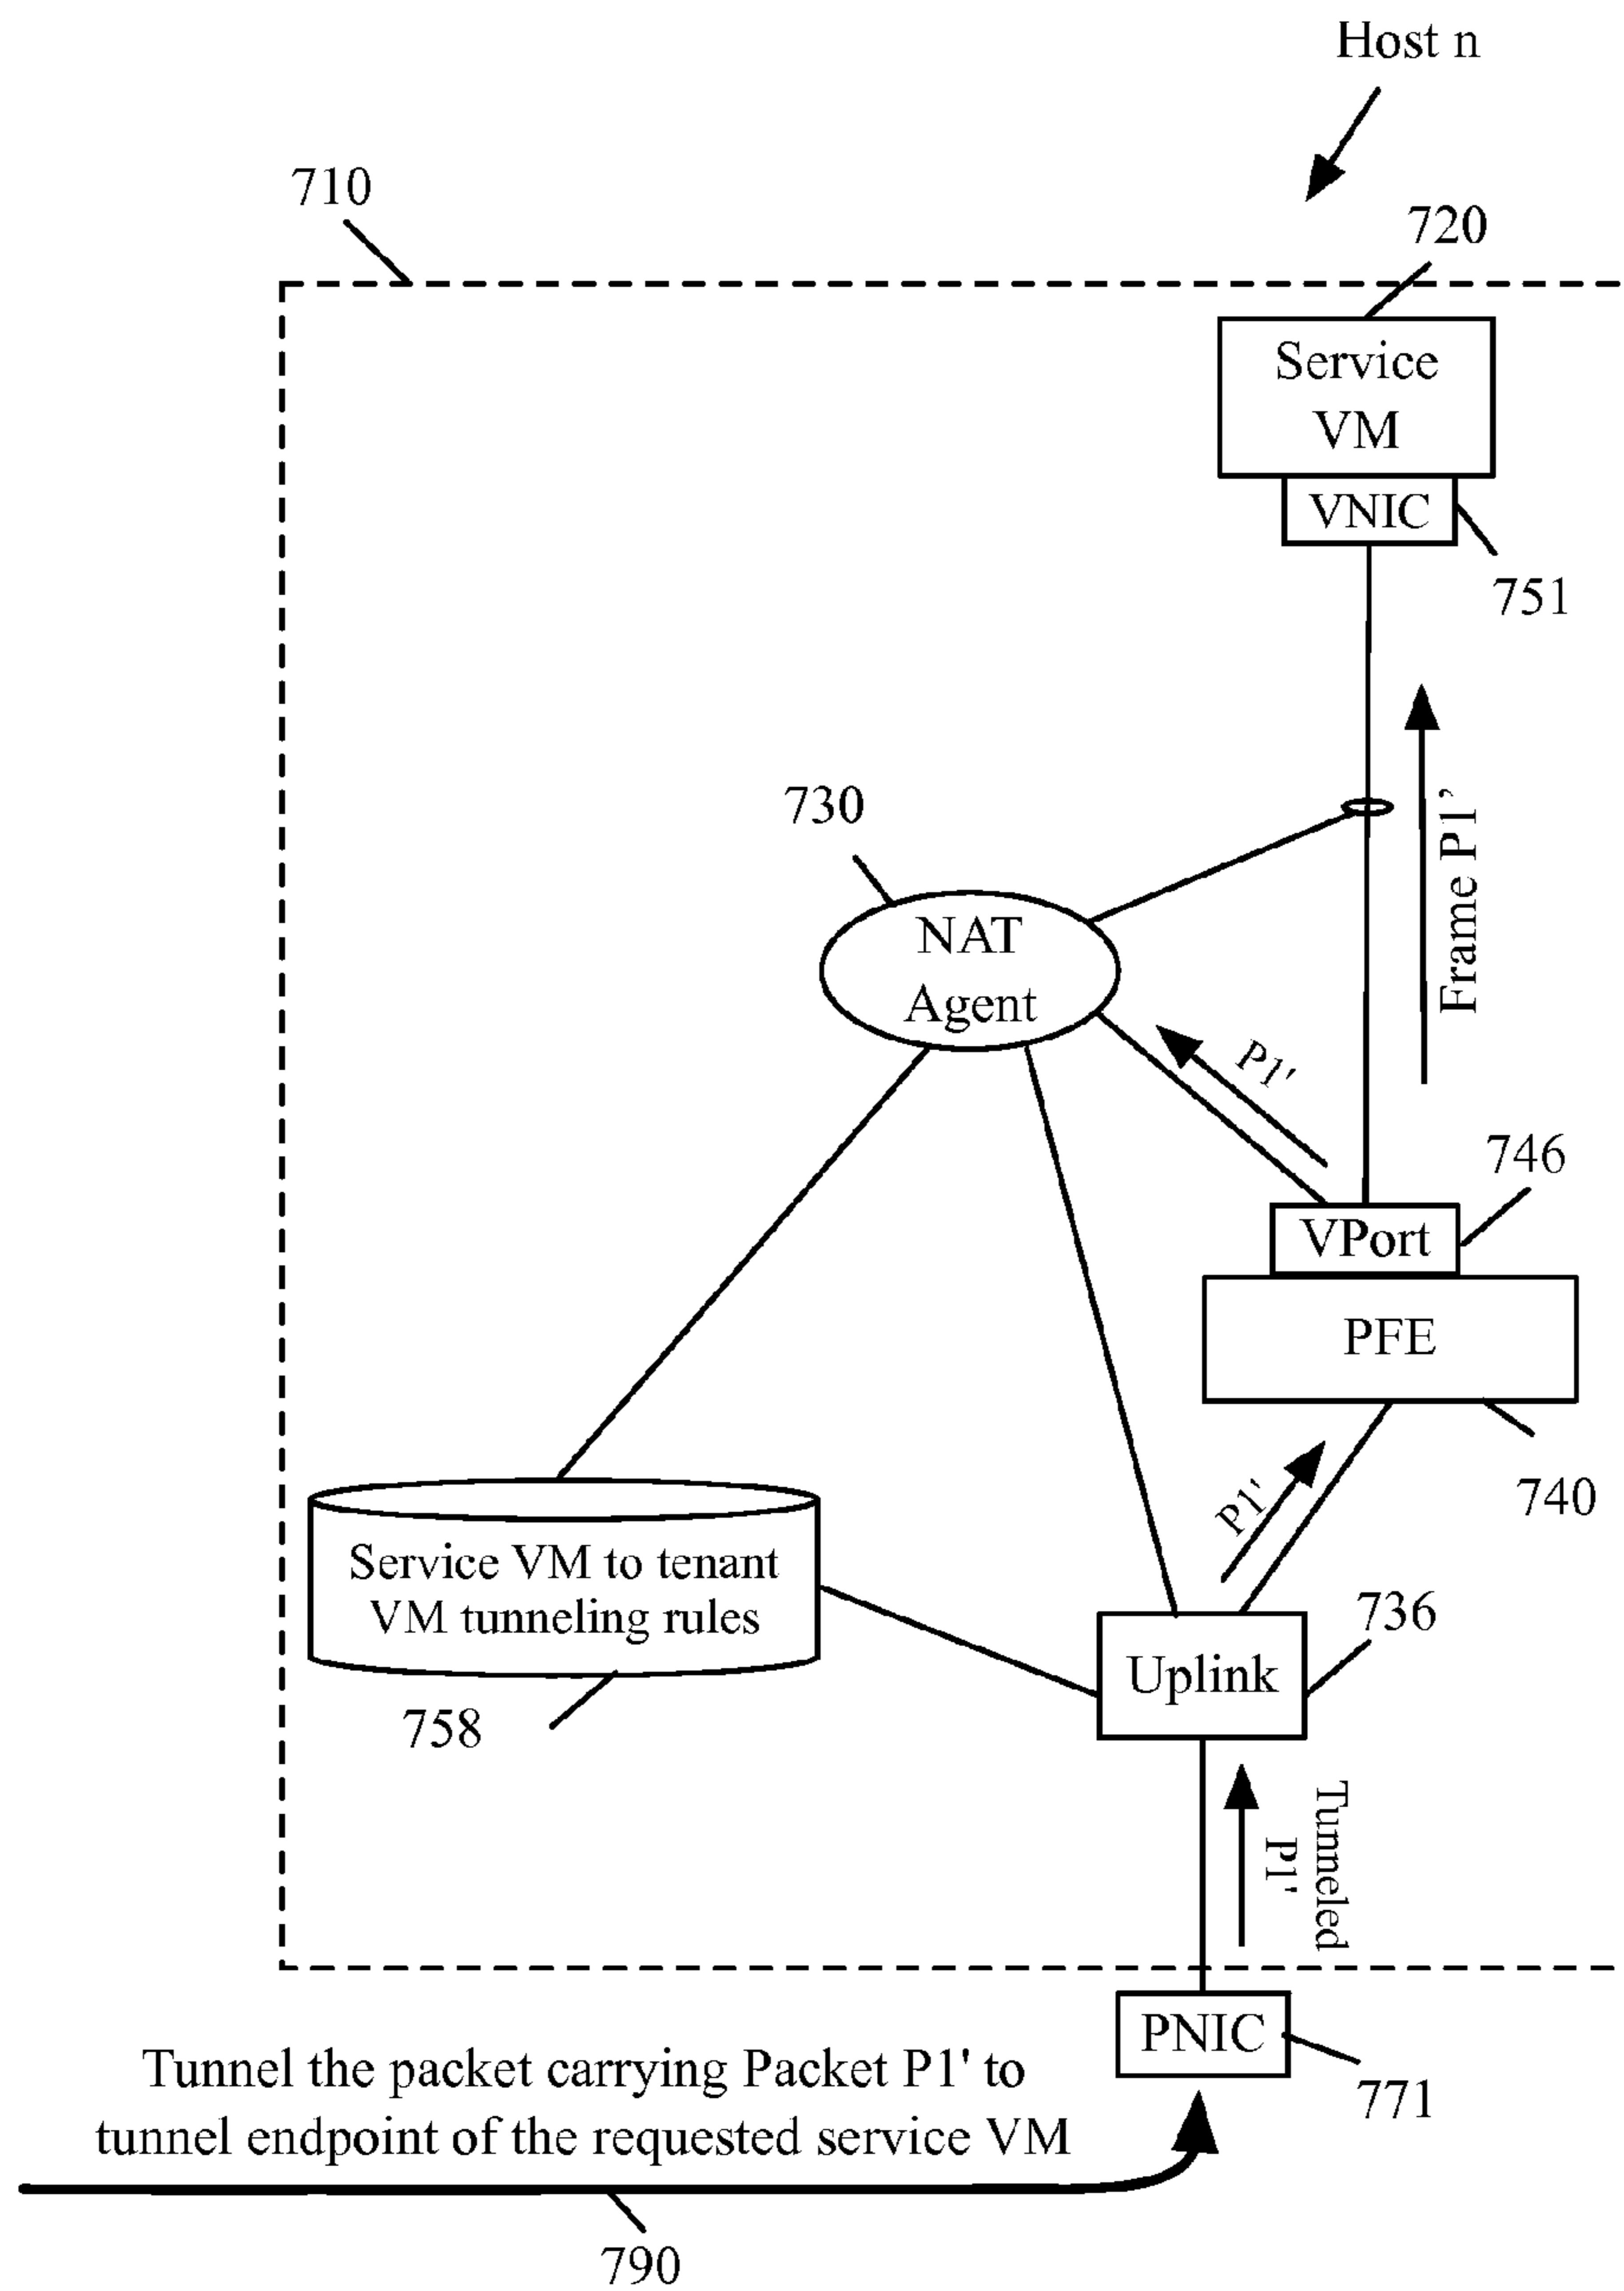 Host n
710
720
Service
VM
VNIC
751
730
NAT
Agent
Frame P1’
P1'
746
VPort
PFE
740
P1'
Service VM to tenant
VM tunneling rules
758
736
Uplink
Tunneled
P1'
PNIC
771
Tunnel the packet carrying Packet P1' to
tunnel endpoint of the requested service VM
790